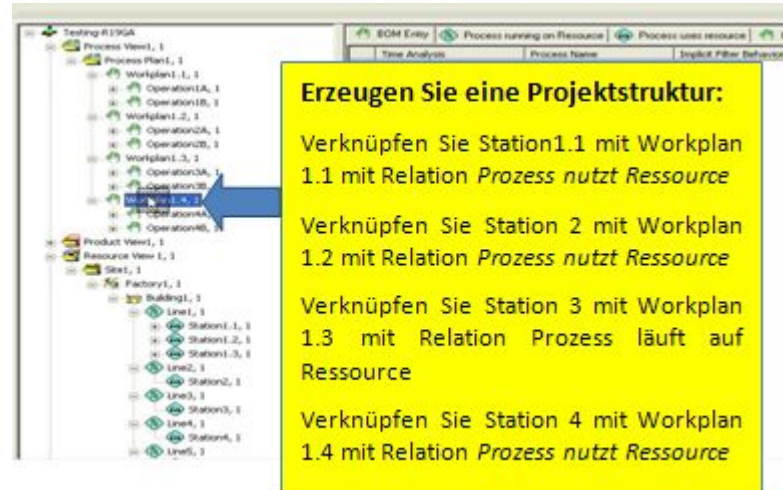 Testing-R19GA
Process View1, 1
Process Plan1, 1
Workplan1.1, 1
Operation1A, 1
Operation1B, 1
Workplan1.2, 1
Operation2A, 1
Operation2B, 1
Workplan1.3, 1
Operation3A, 1
Operation3B,
Workplan1.4, 1
Operation4A,
Operation4B, 1
Product View1, 1
Resource View 1, 1
Site1, 1
Factory1, 1
Building1, 1
Line1, 1
Station1.1, 1
Station1.2, 1
Station1.3, 1
Line2, 1
Station2, 1
Line3, 1
Station3, 1
Line4, 1
Station4, 1
Line5, 1
BOM Entry Process running on Resource Process uses resource
Time Analysis Process Name Implicit Filter Behavior
Erzeugen Sie eine Projektstruktur:
Verknüpfen Sie Station1.1 mit Workplan
1.1 mit Relation Prozess nutzt Ressource
Verknüpfen Sie Station 2 mit Workplan
1.2 mit Relation Prozess nutzt Ressource
Verknüpfen Sie Station 3 mit Workplan
1.3 mit Relation Prozess läuft auf
Ressource
Verknüpfen Sie Station 4 mit Workplan
1.4 mit Relation Prozess nutzt Ressource